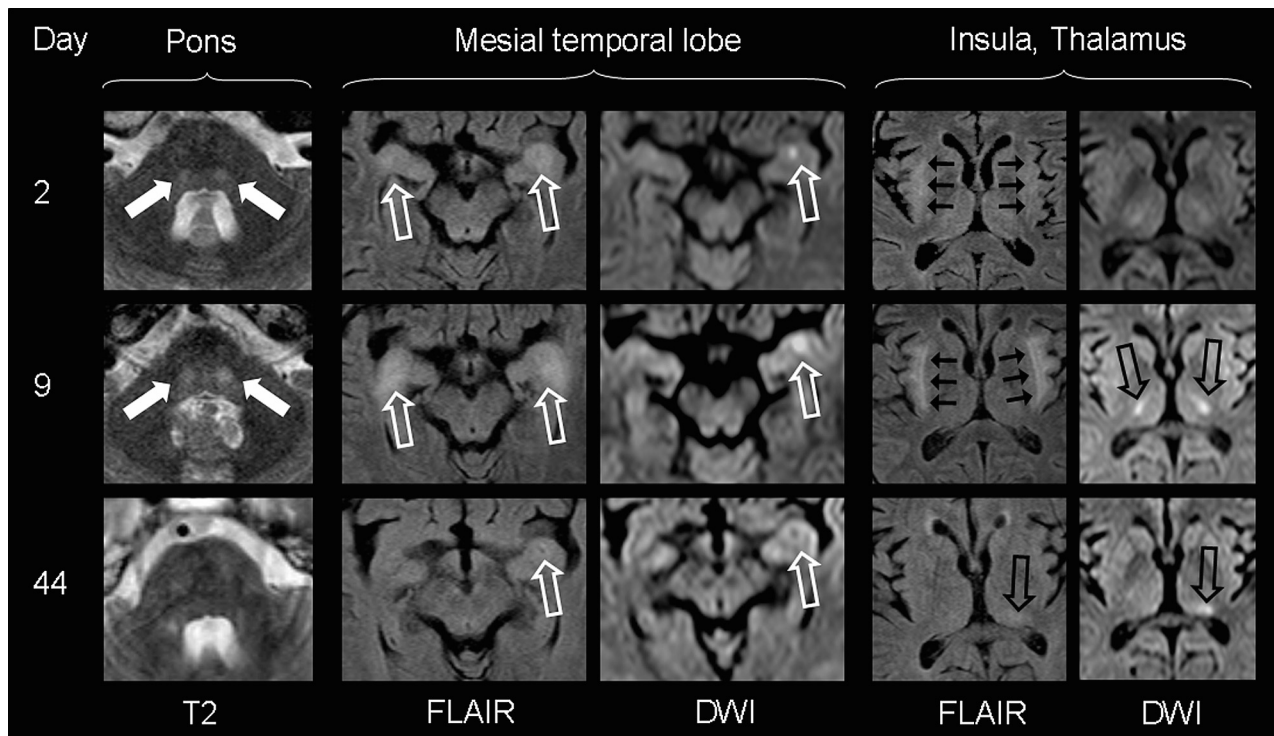 Day Pons Mesial temporal lobe Insula, Thalamus
2
9
44
T2 FLAIR DWI FLAIR DWI